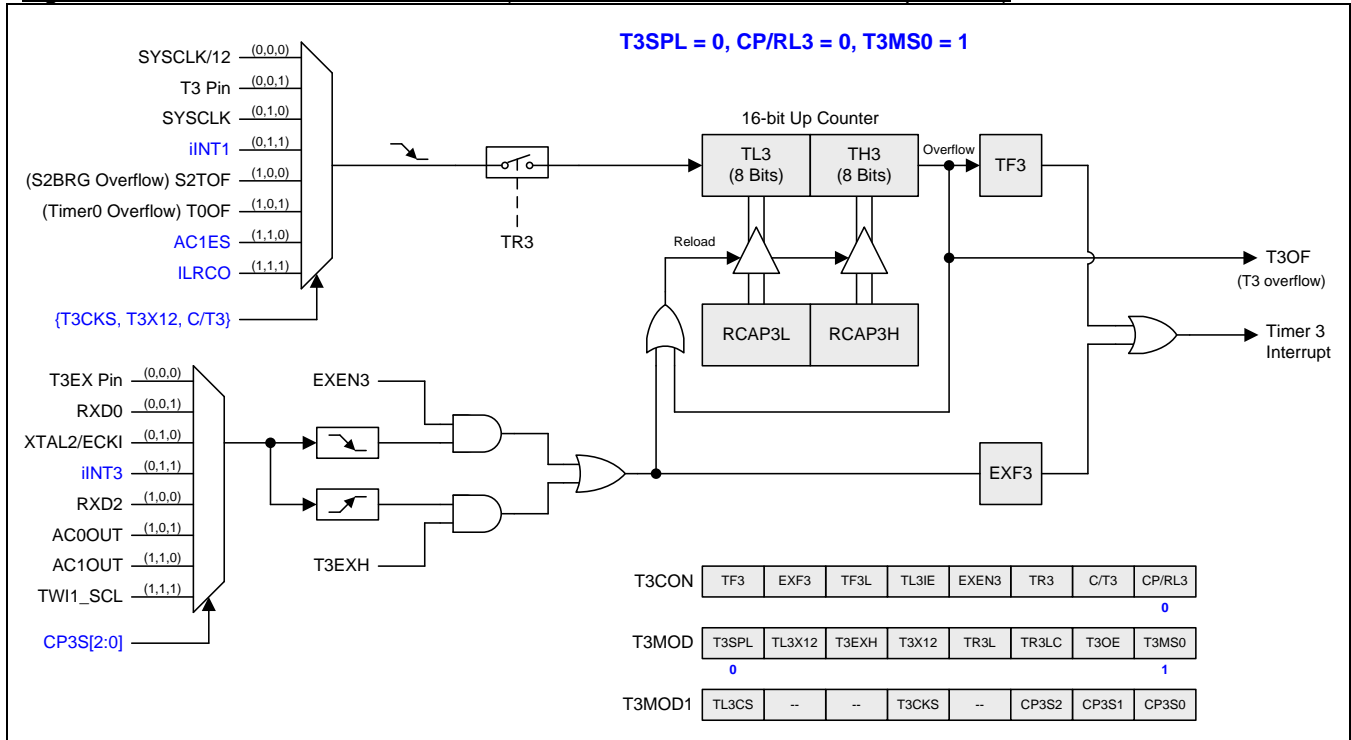 T3SPL = 0, CP/RL3 = 0, T3MS0 = 1
SYSCLK/12 (0,0,0)
T3 Pin (0,0,1)
SYSCLK (0,1,0)
iINT1 (0,1,1)
(S2BRG Overflow) S2TOF (1,0,0)
(Timer0 Overflow) T0OF (1,0,1)
AC1ES (1,1,0)
ILRCO (1,1,1)
{T3CKS, T3X12, C/T3}
TR3
16-bit Up Counter
TL3
(8 Bits)
TH3
(8 Bits)
Overflow
TF3
Reload
RCAP3L
RCAP3H
T3OF
(T3 overflow)
Timer 3
Interrupt
T3EX Pin (0,0,0)
RXD0 (0,0,1)
XTAL2/ECKI (0,1,0)
iINT3 (0,1,1)
RXD2 (1,0,0)
AC0OUT (1,0,1)
AC1OUT (1,1,0)
TWI1_SCL (1,1,1)
CP3S[2:0]
EXEN3
T3EXH
EXF3
T3CON TF3 EXF3 TF3L TL3IE EXEN3 TR3 C/T3 CP/RL3
0
T3MOD T3SPL TL3X12 T3EXH T3X12 TR3L TR3LC T3OE T3MS0
0 1
T3MOD1 TL3CS -- -- T3CKS -- CP3S2 CP3S1 CP3S0